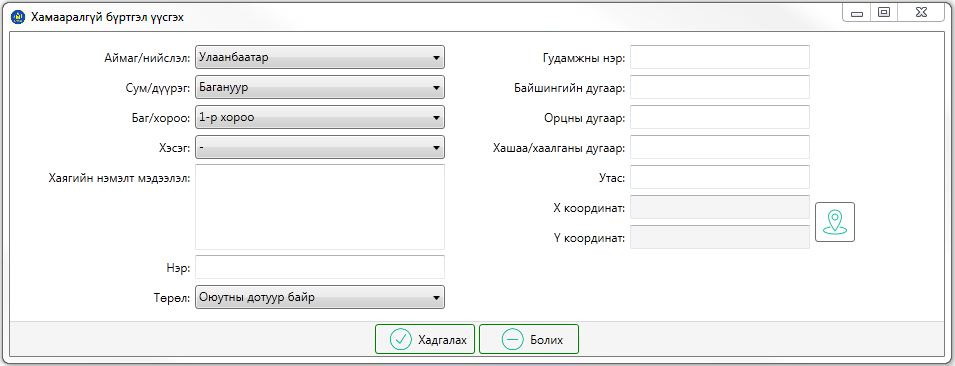 Хамааралгүй бүртгэл үүсгэх
Аймаг/нийслэл: Улаанбаатар
Сум/дүүрэг: Багануур
Баг/хороо: 1-р хороо
Хэсэг: -
Хаягийн нэмэлт мэдээлэл:
Нэр:
Төрөл: Оюутны дотуур байр
Гудамжны нэр:
Байшингийн дугаар:
Орцны дугаар:
Хашаа/хаалганы дугаар:
Утас:
X координат:
Y координат:
Хадгалах
Болих